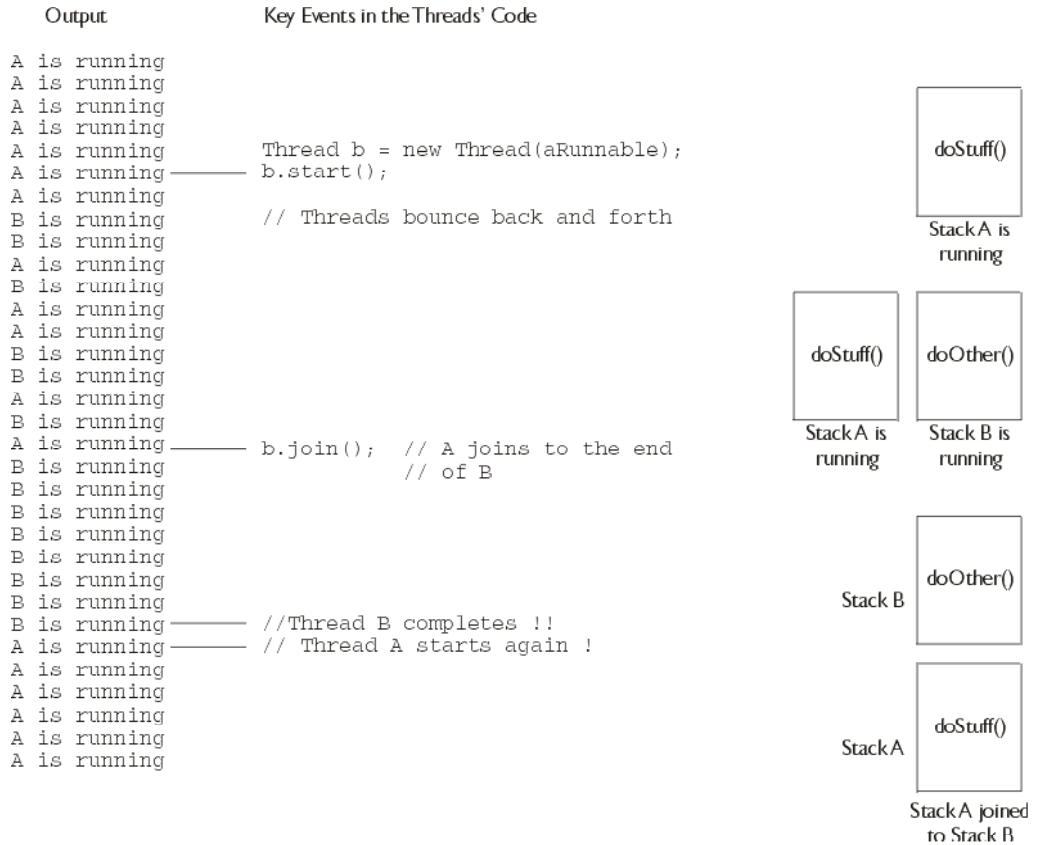 Output
Key Events in the Threads' Code
A is running
A is running
A is running
A is running
A is running
A is running
A is running
B is running
B is running
A is running
B is running
A is running
A is running
B is running
B is running
A is running
B is running
A is running
B is running
B is running
B is running
B is running
B is running
B is running
B is running
B is running
A is running
A is running
A is running
A is running
A is running
A is running
Thread b = new Thread(aRunnable);
b.start();
// Threads bounce back and forth
b.join(); // A joins to the end
// of B
//Thread B completes !!
// Thread A starts again !
doStuff()
Stack A is
running
doStuff()
Stack A is
running
doOther()
Stack B is
running
Stack B
doOther()
Stack A
doStuff()
Stack A joined
to Stack B